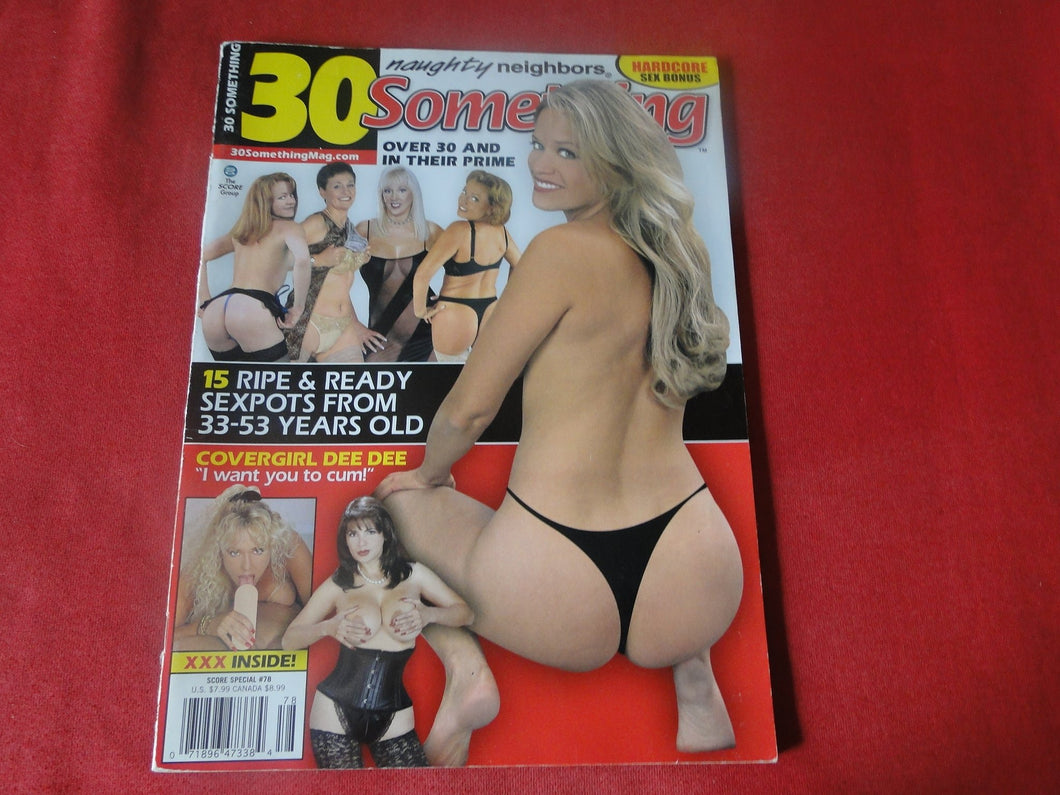 30 SOMETHING
30
naughty neighbors®
Something™
HARDCORE
SEX BONUS
30SomethingMag.com
OVER 30 AND
IN THEIR PRIME
The
SCORE
Group
15 RIPE & READY
SEXPOTS FROM
33-53 YEARS OLD
COVERGIRL DEE DEE
"I want you to cum!"
XXX INSIDE!
SCORE SPECIAL #78
U.S. $7.99 CANADA $8.99
78
0 71896 47338 4